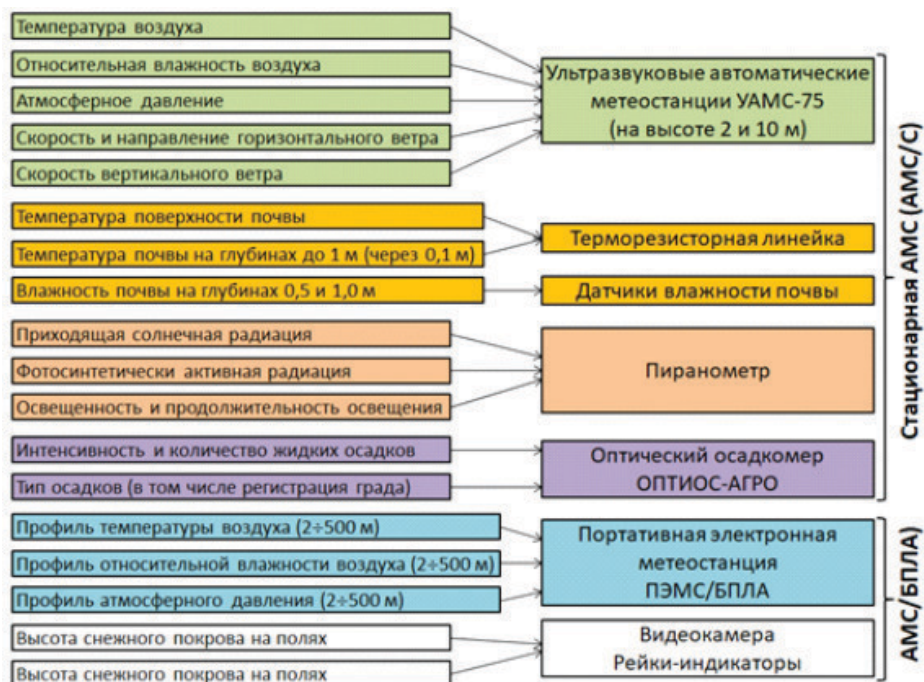 Температура воздуха
Относительная влажность воздуха
Атмосферное давление
Скорость и направление горизонтального ветра
Скорость вертикального ветра
Ультразвуковые автоматические
метеостанции УАМС-75
(на высоте 2 и 10 м)
Температура поверхности почвы
Температура почвы на глубинах до 1 м (через 0,1 м)
Терморезисторная линейка
Влажность почвы на глубинах 0,5 и 1,0 м
Датчики влажности почвы
Приходящая солнечная радиация
Фотосинтетически активная радиация
Освещенность и продолжительность освещения
Пиранометр
Интенсивность и количество жидких осадков
Тип осадков (в том числе регистрация града)
Оптический осадкомер
ОПТИОС-АГРО
Стационарная АМС (АМС/С)
Профиль температуры воздуха (2÷500 м)
Профиль относительной влажности воздуха (2÷500 м)
Профиль атмосферного давления (2÷500 м)
Портативная электронная
метеостанция
ПЭМС/БПЛА
Высота снежного покрова на полях
Высота снежного покрова на полях
Видеокамера
Рейки-индикаторы
АМС/БПЛА)